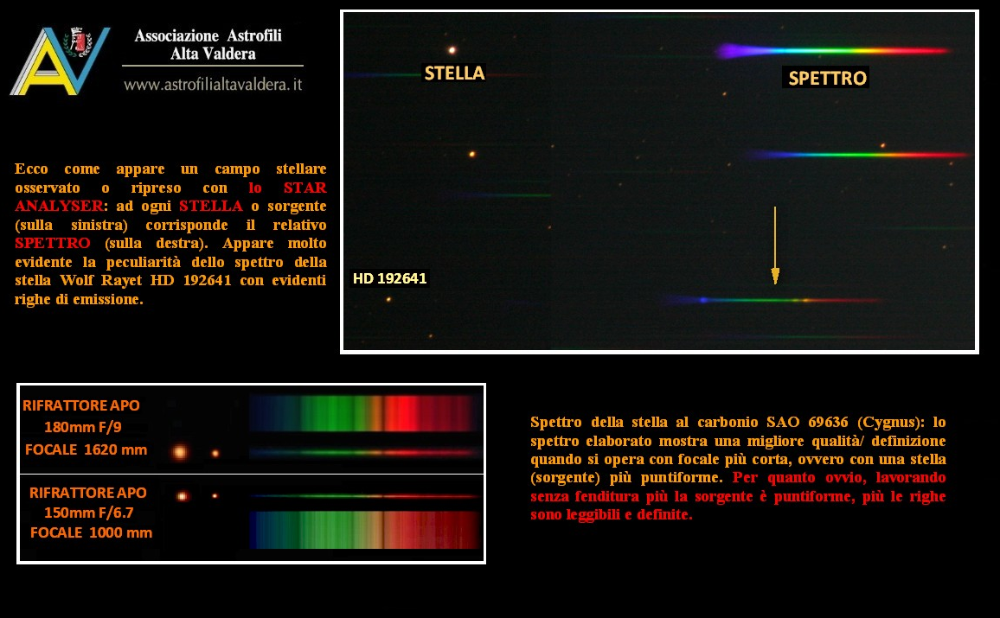 Associazione Astrofili
Alta Valdera
www.astrofilialtavaldera.it
STELLA
SPETTRO
Ecco come appare un campo stellare
osservato o ripreso con lo STAR
ANALYSER: ad ogni STELLA o sorgente
(sulla sinistra) corrisponde il relativo
SPETTRO (sulla destra). Appare molto
evidente la peculiarità dello spettro della
stella Wolf Rayet HD 192641 con evidenti
righe di emissione.
HD 192641
RIFRATTORE APO
180mm F/9
FOCALE 1620 mm
RIFRATTORE APO
150mm F/6.7
FOCALE 1000 mm
Spettro della stella al carbonio SAO 69636 (Cygnus): lo
spettro elaborato mostra una migliore qualità/ definizione
quando si opera con focale più corta, ovvero con una stella
(sorgente) più puntiforme. Per quanto ovvio, lavorando
senza fenditura più la sorgente è puntiforme, più le righe
sono leggibili e definite.